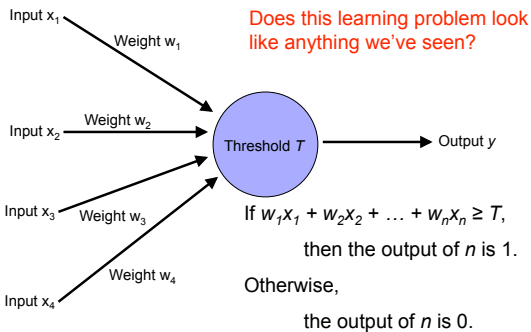 Input x₁
Weight w₁
Does this learning problem look
like anything we've seen?
Input x₂
Weight w₂
Threshold T
Output y
Input x₃
Weight w₃
Input x₄
Weight w₄
If w₁x₁ + w₂x₂ + … + wₙxₙ ≥ T,
then the output of n is 1.
Otherwise,
the output of n is 0.